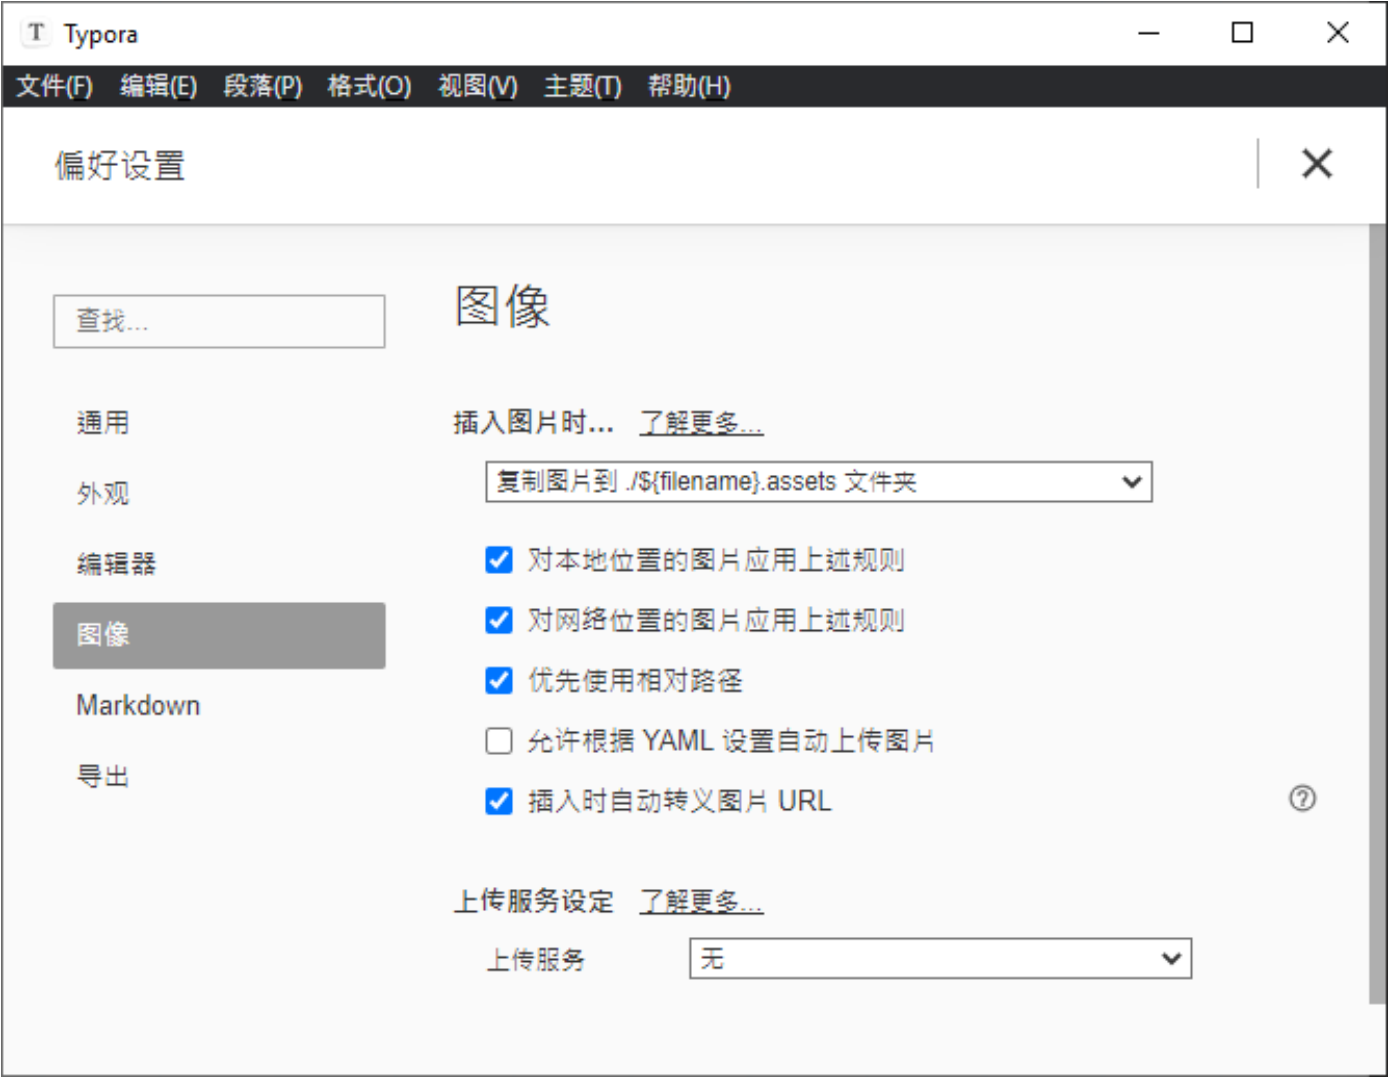 Typora
文件(F) 编辑(E) 段落(P) 格式(O) 视图(V) 主题(T) 帮助(H)
偏好设置
查找...
通用
外观
编辑器
图像
Markdown
导出
图像
插入图片时... 了解更多...
复制图片到 ./${filename}.assets 文件夹
对本地位置的图片应用上述规则
对网络位置的图片应用上述规则
优先使用相对路径
允许根据 YAML 设置自动上传图片
插入时自动转义图片 URL
上传服务设定 了解更多...
上传服务 无